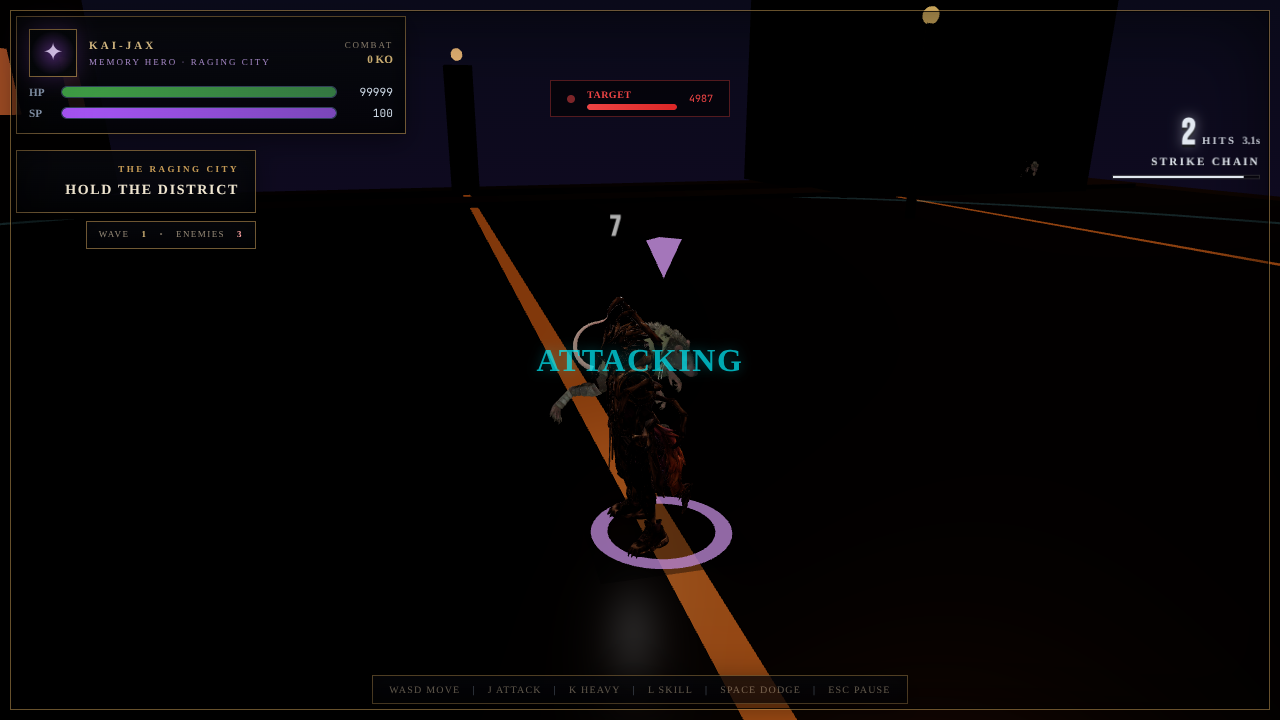 KAI-JAX
MEMORY HERO · RAGING CITY
COMBAT
0 KO
HP 99999
SP 100
TARGET 4987
2 HITS 3.1s
STRIKE CHAIN
THE RAGING CITY
HOLD THE DISTRICT
WAVE 1 · ENEMIES 3
7
ATTACKING
WASD MOVE | J ATTACK | K HEAVY | L SKILL | SPACE DODGE | ESC PAUSE